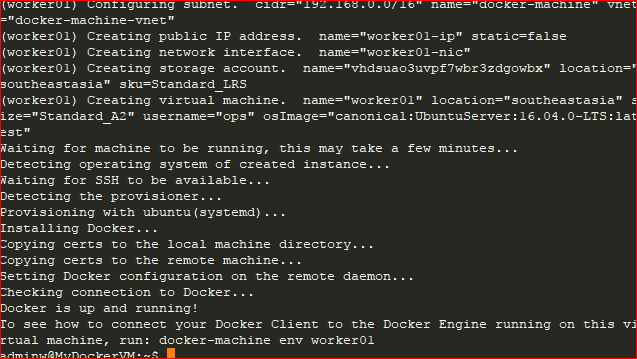 (worker01) Configuring subnet.  cidr="192.168.0.0/16" name="docker-machine" vnet
="docker-machine-vnet"
(worker01) Creating public IP address.  name="worker01-ip" static=false
(worker01) Creating network interface.  name="worker01-nic"
(worker01) Creating storage account.  name="vhdsuao3uvpf7wbr3zdgowbx" location="
southeastasia" sku=Standard_LRS
(worker01) Creating virtual machine.  name="worker01" location="southeastasia" s
ize="Standard_A2" username="ops" osImage="canonical:UbuntuServer:16.04.0-LTS:lat
est"
Waiting for machine to be running, this may take a few minutes...
Detecting operating system of created instance...
Waiting for SSH to be available...
Detecting the provisioner...
Provisioning with ubuntu(systemd)...
Installing Docker...
Copying certs to the local machine directory...
Copying certs to the remote machine...
Setting Docker configuration on the remote daemon...
Checking connection to Docker...
Docker is up and running!
To see how to connect your Docker Client to the Docker Engine running on this vi
rtual machine, run: docker-machine env worker01
adminw@MyDockerVM:~$